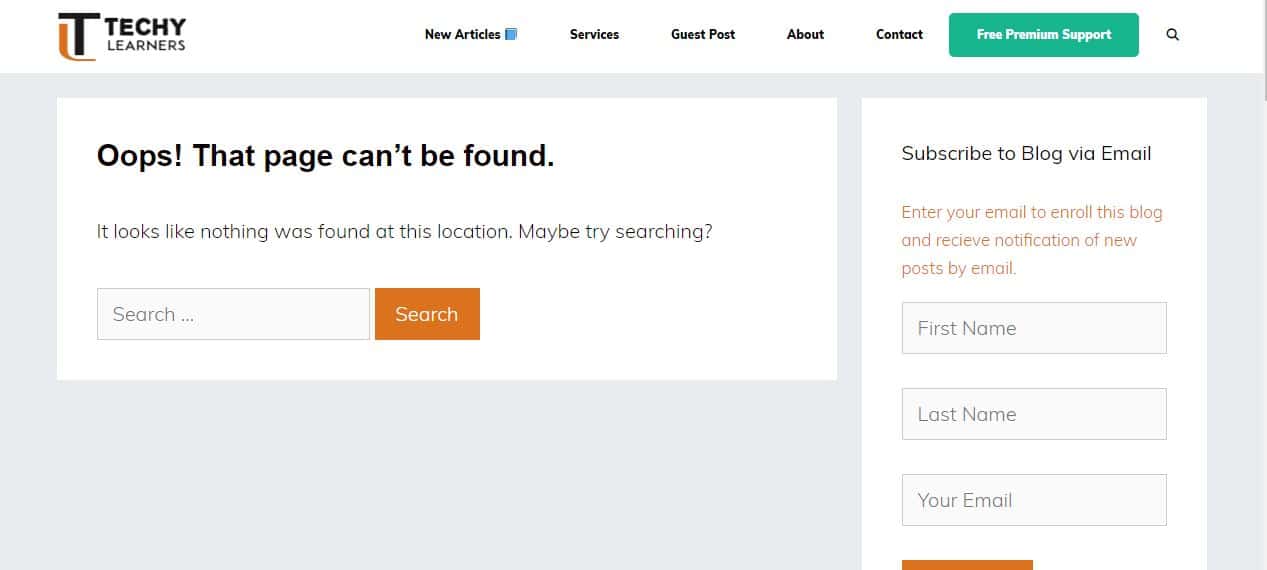 TECHY
LEARNERS
New Articles
Services
Guest Post
About
Contact
Free Premium Support
Oops! That page can’t be found.
It looks like nothing was found at this location. Maybe try searching?
Search ...
Search
Subscribe to Blog via Email
Enter your email to enroll this blog
and recieve notification of new
posts by email.
First Name
Last Name
Your Email